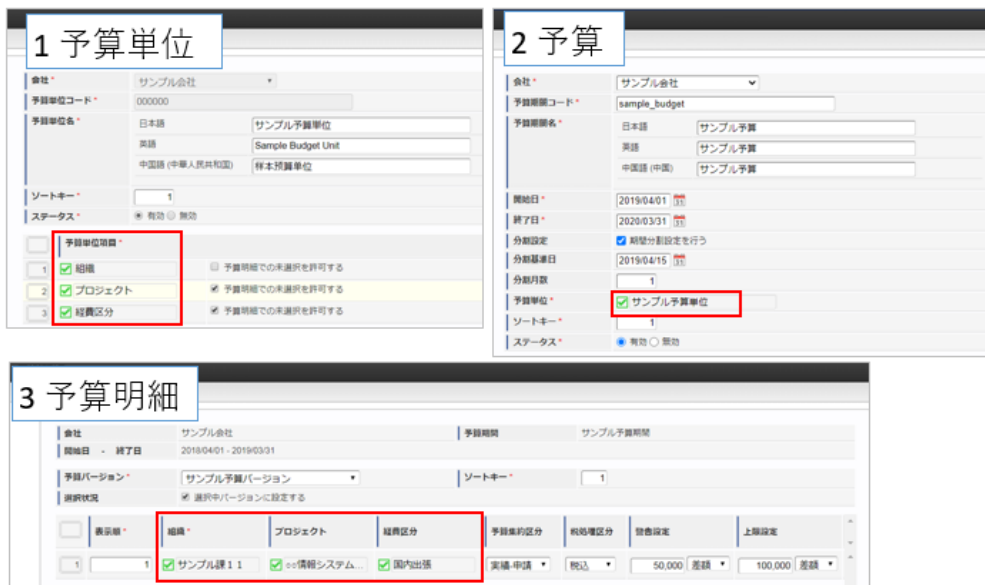 1 予算単位
会社* サンプル会社
予算単位コード* 000000
予算単位名* 日本語 サンプル予算単位
英語 Sample Budget Unit
中国語 (中華人民共和国) 样本预算单位
ソートキー* 1
ステータス* 有効 無効
予算単位項目*
1 組織 予算明細での未選択を許可する
2 プロジェクト 予算明細での未選択を許可する
3 経費区分 予算明細での未選択を許可する
2 予算
会社* サンプル会社
予算期間コード* sample_budget
予算期間名* 日本語 サンプル予算
英語 サンプル予算
中国語 (中国) サンプル予算
開始日* 2019/04/01 31
終了日* 2020/03/31 31
分割設定 期間分割設定を行う
分割基準日 2019/04/15 31
分割月数 1
予算単位* サンプル予算単位
ソートキー* 1
ステータス* 有効 無効
3 予算明細
会社 サンプル会社 予算期間 サンプル予算期間
開始日 - 終了日 2018/04/01 - 2019/03/31
予算バージョン* サンプル予算バージョン ソートキー* 1
選択状況 選択中バージョンに設定する
表示順* 組織* プロジェクト 経費区分 予算集約区分 税処理区分 警告設定 上限設定
1 1 サンプル課11 ○○情報システム... 国内出張 実績-申請 税込 50,000 差額 100,000 差額